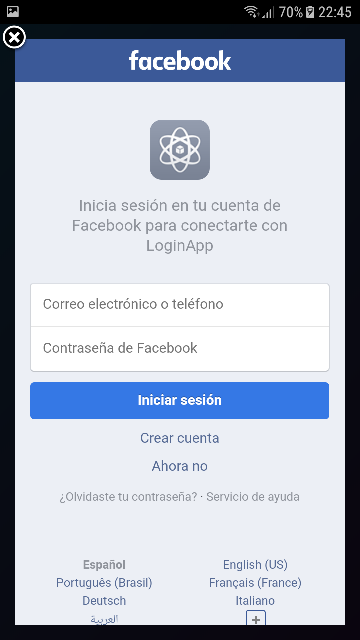 70% 22:45
facebook
Inicia sesión en tu cuenta de
Facebook para conectarte con
LoginApp
Correo electrónico o teléfono
Contraseña de Facebook
Iniciar sesión
Crear cuenta
Ahora no
¿Olvidaste tu contraseña? · Servicio de ayuda
Español English (US)
Português (Brasil) Français (France)
Deutsch Italiano
العربية